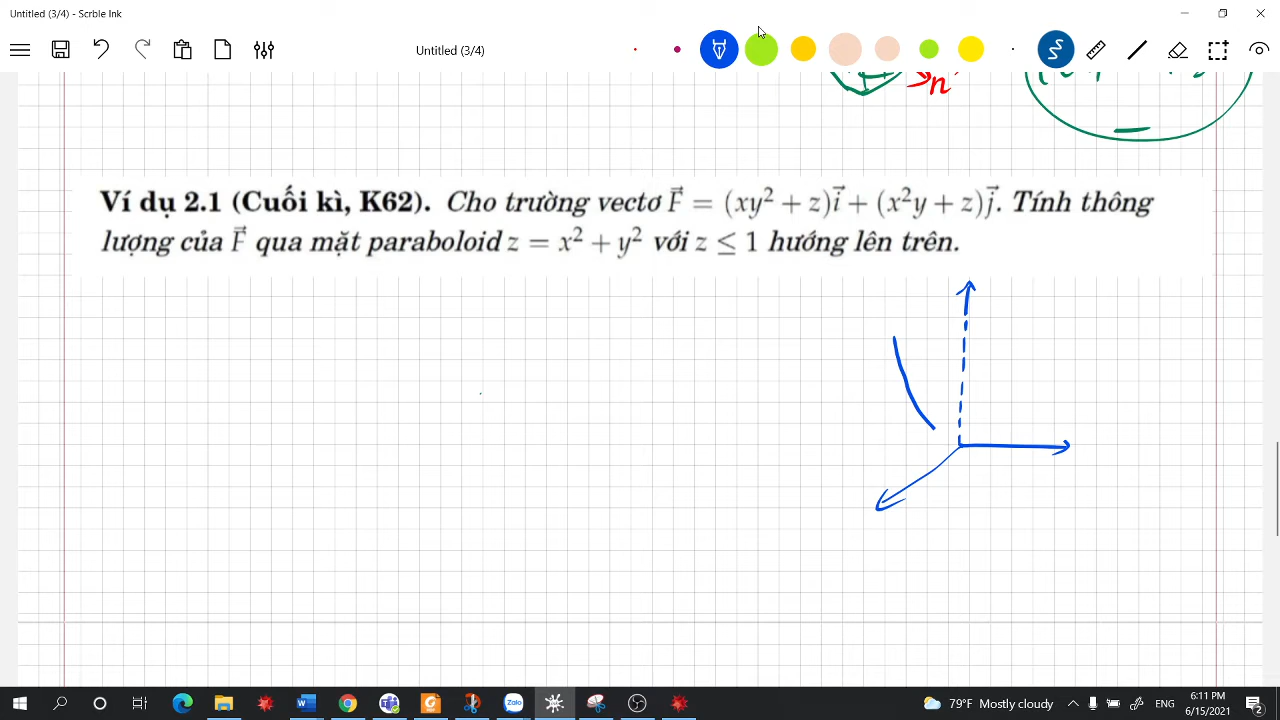 Untitled (3/4) - Scrble Ink
Untitled (3/4)
n
Ví dụ 2.1 (Cuối kì, K62). Cho trường vectơ F⃗ = (xy² + z)i⃗ + (x²y + z)j⃗. Tính thông
lượng của F⃗ qua mặt paraboloid z = x² + y² với z ≤ 1 hướng lên trên.
Zalo
79°F Mostly cloudy
ENG
6:11 PM
6/15/2021
2